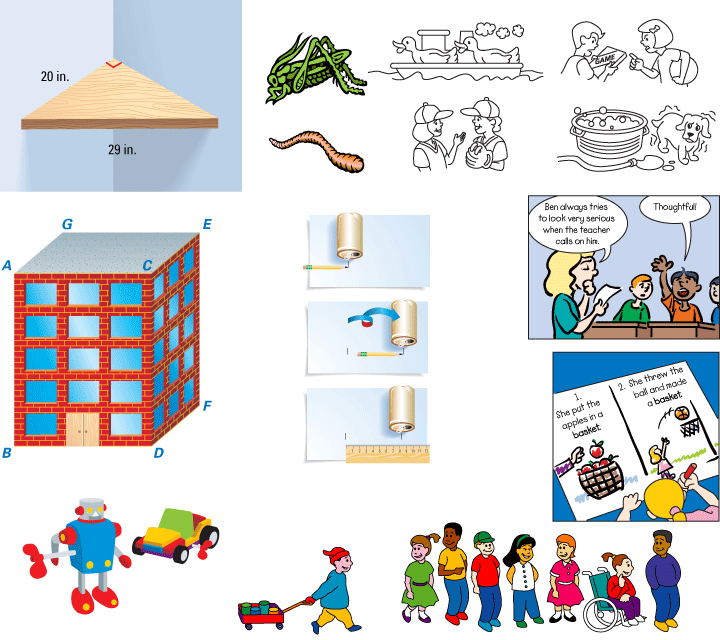 20 in.
29 in.
GAME
Ben always tries
to look very serious
when the teacher
calls on him.
Thoughtful!
G
E
A
C
F
B
D
1.
She put the
apples in a
basket.
2. She threw the
ball and made
a basket.